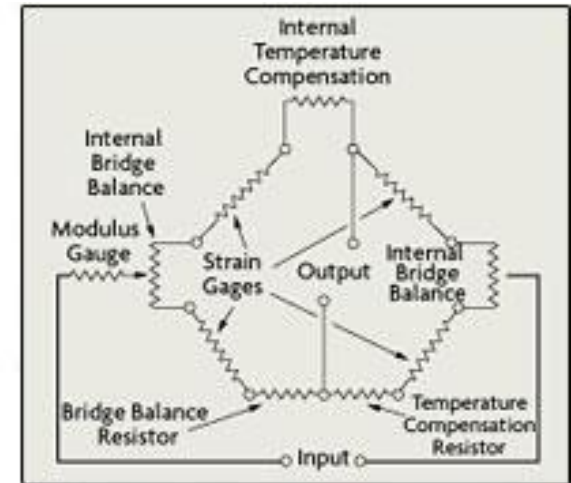 Internal
Temperature
Compensation
Internal
Bridge
Balance
Modulus
Gauge
Strain
Gages
Output
Internal
Bridge
Balance
Bridge Balance
Resistor
Temperature
Compensation
Resistor
Input